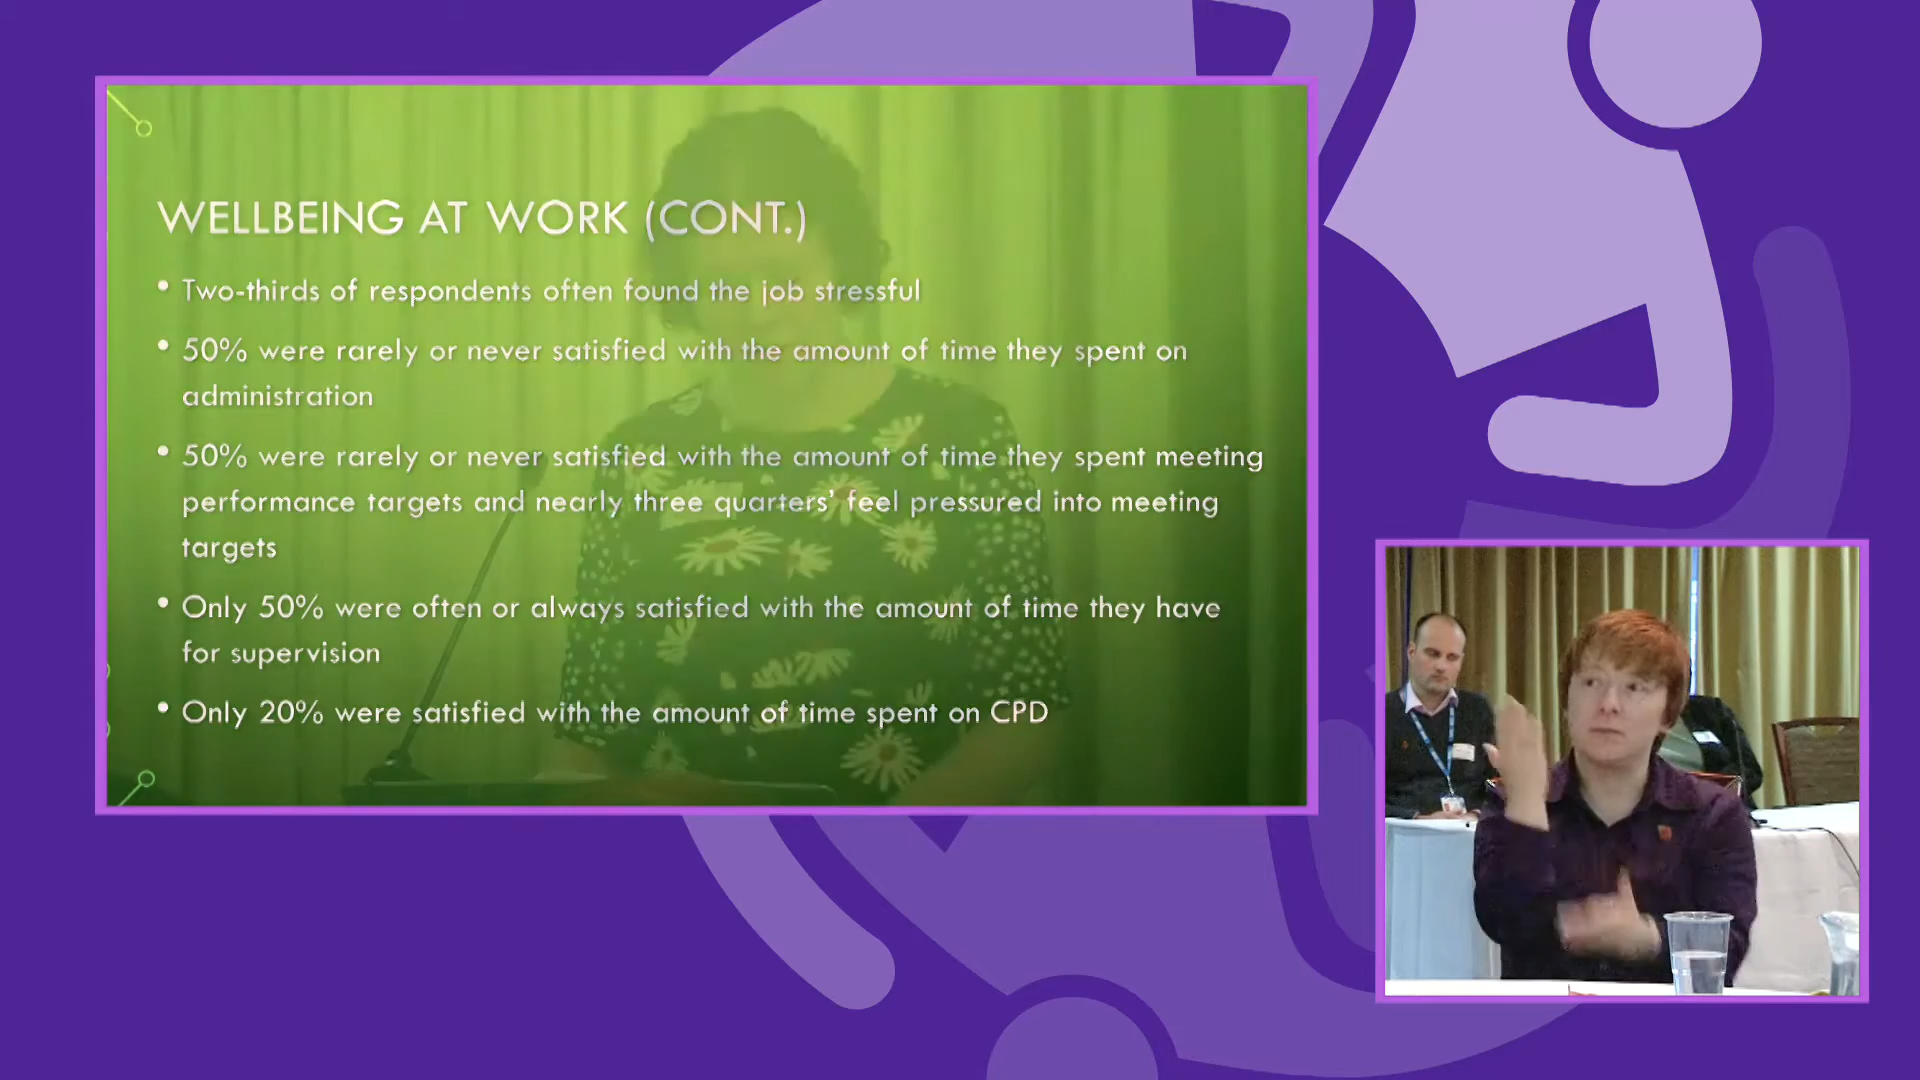 WELLBEING AT WORK (CONT.)
• Two-thirds of respondents often found the job stressful
• 50% were rarely or never satisfied with the amount of time they spent on
administration
• 50% were rarely or never satisfied with the amount of time they spent meeting
performance targets and nearly three quarters’ feel pressured into meeting
targets
• Only 50% were often or always satisfied with the amount of time they have
for supervision
• Only 20% were satisfied with the amount of time spent on CPD